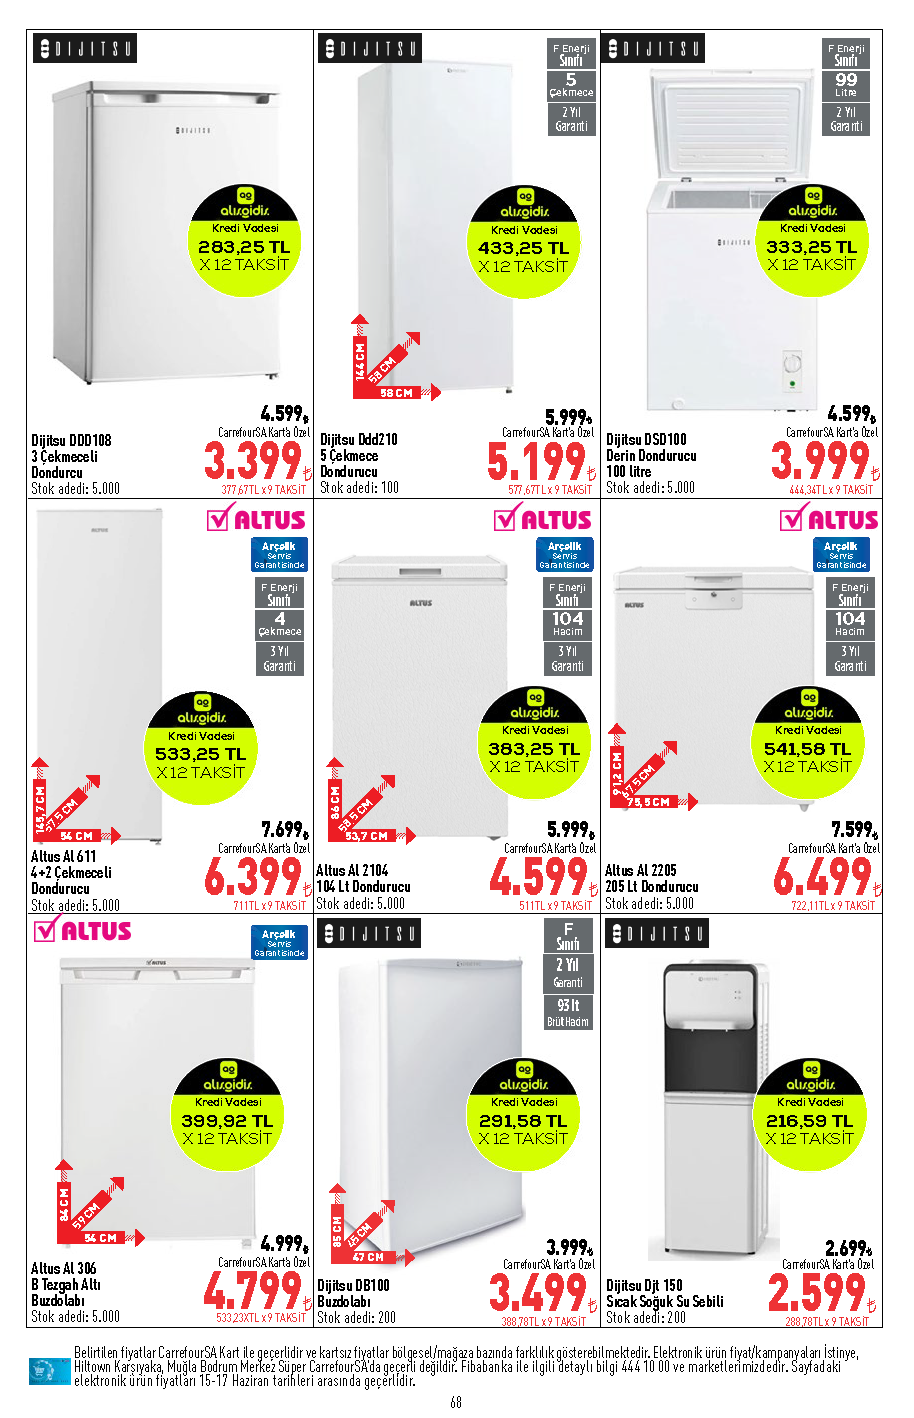 DIJITSU
DIJITSU
alışgidiş
Kredi Vadesi
283,25 TL
X 12 TAKSİT
4.599₺
CarrefourSA Kart'a Özel
3.399₺
377,67TL x 9 TAKSİT
Dijitsu DDD108
3 Çekmeceli
Dondurcu
Stok adedi: 5.000
DIJITSU
F Enerji
Sınıfı
5
Çekmece
2 Yıl
Garanti
alışgidiş
Kredi Vadesi
433,25 TL
X 12 TAKSİT
144 CM
58 CM
58 CM
5.999₺
CarrefourSA Kart'a Özel
5.199₺
577,67TL x 9 TAKSİT
Dijitsu Ddd210
5 Çekmece
Dondurucu
Stok adedi: 100
DIJITSU
F Enerji
Sınıfı
99
Litre
2 Yıl
Garanti
DIJITSU
alışgidiş
Kredi Vadesi
333,25 TL
X 12 TAKSİT
4.599₺
CarrefourSA Kart'a Özel
3.999₺
444,34TL x 9 TAKSİT
Dijitsu DSD100
Derin Dondurucu
100 litre
Stok adedi: 5.000
ALTUS
ALTUS
Arçelik
Servis
Garantisinde
F Enerji
Sınıfı
4
Çekmece
3 Yıl
Garanti
alışgidiş
Kredi Vadesi
533,25 TL
X 12 TAKSİT
145,7 CM
57,5 CM
54 CM
7.699₺
CarrefourSA Kart'a Özel
6.399₺
711TL x 9 TAKSİT
Altus Al 611
4+2 Çekmeceli
Dondurucu
Stok adedi: 5.000
ALTUS
Arçelik
Servis
Garantisinde
F Enerji
Sınıfı
104
Hacim
3 Yıl
Garanti
ALTUS
alışgidiş
Kredi Vadesi
383,25 TL
X 12 TAKSİT
86 CM
58,5 CM
53,7 CM
5.999₺
CarrefourSA Kart'a Özel
4.599₺
511TL x 9 TAKSİT
Altus Al 2104
104 Lt Dondurucu
Stok adedi: 5.000
ALTUS
Arçelik
Servis
Garantisinde
F Enerji
Sınıfı
104
Hacim
3 Yıl
Garanti
ALTUS
alışgidiş
Kredi Vadesi
541,58 TL
X 12 TAKSİT
91,2 CM
67,5 CM
75,5 CM
7.599₺
CarrefourSA Kart'a Özel
6.499₺
722,11TL x 9 TAKSİT
Altus Al 2205
205 Lt Dondurucu
Stok adedi: 5.000
ALTUS
Arçelik
Servis
Garantisinde
ALTUS
alışgidiş
Kredi Vadesi
399,92 TL
X 12 TAKSİT
84 CM
59 CM
54 CM
4.999₺
CarrefourSA Kart'a Özel
4.799₺
533,23XTL x 9 TAKSİT
Altus Al 306
B Tezgah Altı
Buzdolabı
Stok adedi: 5.000
DIJITSU
F
Sınıfı
2 Yıl
Garanti
93 lt
Brüt Hacim
alışgidiş
Kredi Vadesi
291,58 TL
X 12 TAKSİT
85 CM
45 CM
47 CM
3.999₺
CarrefourSA Kart'a Özel
3.499₺
388,78TL x 9 TAKSİT
Dijitsu DB100
Buzdolabı
Stok adedi: 200
DIJITSU
alışgidiş
Kredi Vadesi
216,59 TL
X 12 TAKSİT
2.699₺
CarrefourSA Kart'a Özel
2.599₺
288,78TL x 9 TAKSİT
Dijitsu Djt 150
Sıcak Soğuk Su Sebili
Stok adedi: 200
Belirtilen fiyatlar CarrefourSA Kart ile geçerlidir ve kartsız fiyatlar bölgesel/mağaza bazında farklılık gösterebilmektedir. Elektronik ürün fiyat/kampanyaları İstinye,
Hiltown Karşıyaka, Muğla Bodrum Merkez Süper CarrefourSA'da geçerli değildir. Fibabanka ile ilgili detaylı bilgi 444 10 00 ve marketlerimizdedir. Sayfadaki
elektronik ürün fiyatları 15-17 Haziran tarihleri arasında geçerlidir.
68